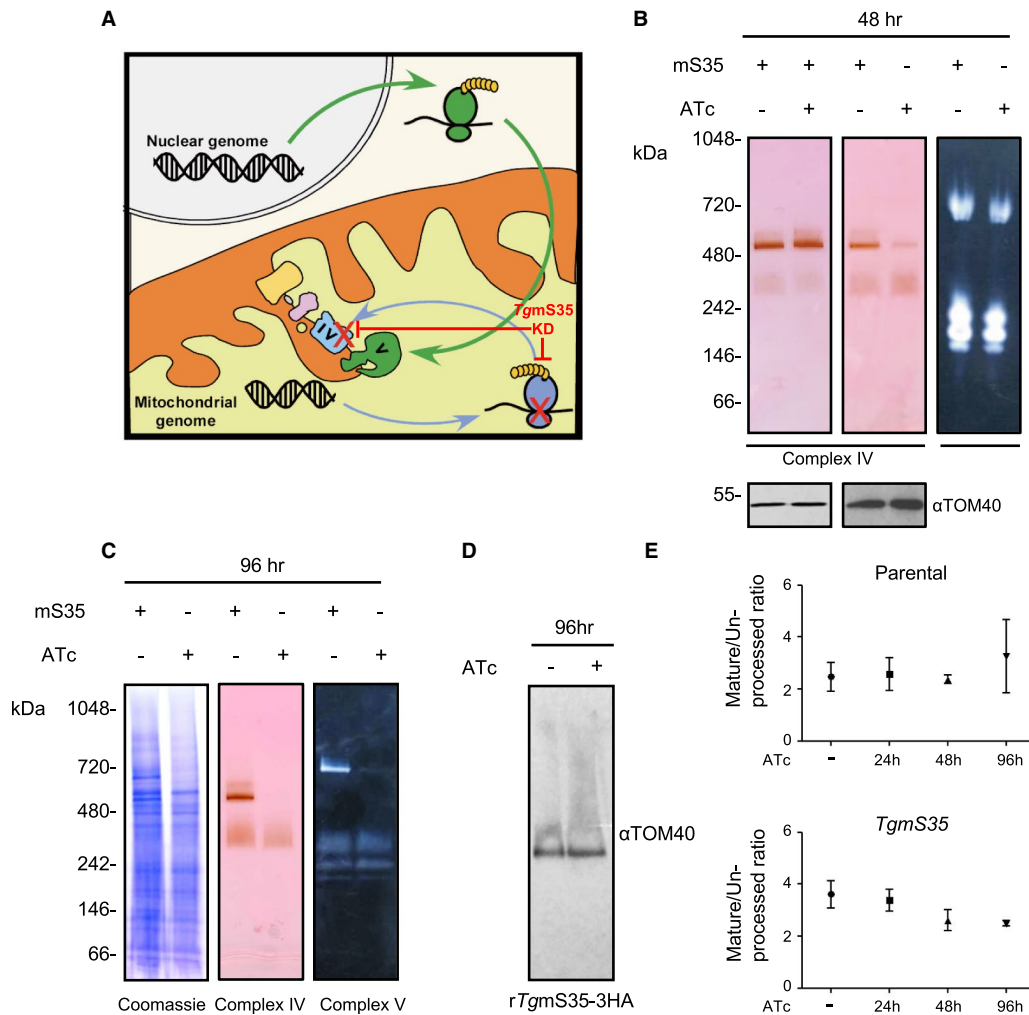 A
Nuclear genome
TgmS35
KD
IV
V
Mitochondrial
genome
B
48 hr
mS35 + + + - + -
ATc - + - + - +
kDa
1048-
720-
480-
242-
146-
66-
Complex IV
55-
αTOM40
C
96 hr
mS35 + - + - + -
ATc - + - + - +
kDa
1048-
720-
480-
242-
146-
66-
Coomassie Complex IV Complex V
D
96hr
ATc - +
αTOM40
rTgmS35-3HA
E
Parental
Mature/Un-
processed ratio
6
4
2
0
ATc - 24h 48h 96h
TgmS35
Mature/Un-
processed ratio
6
4
2
0
ATc - 24h 48h 96h